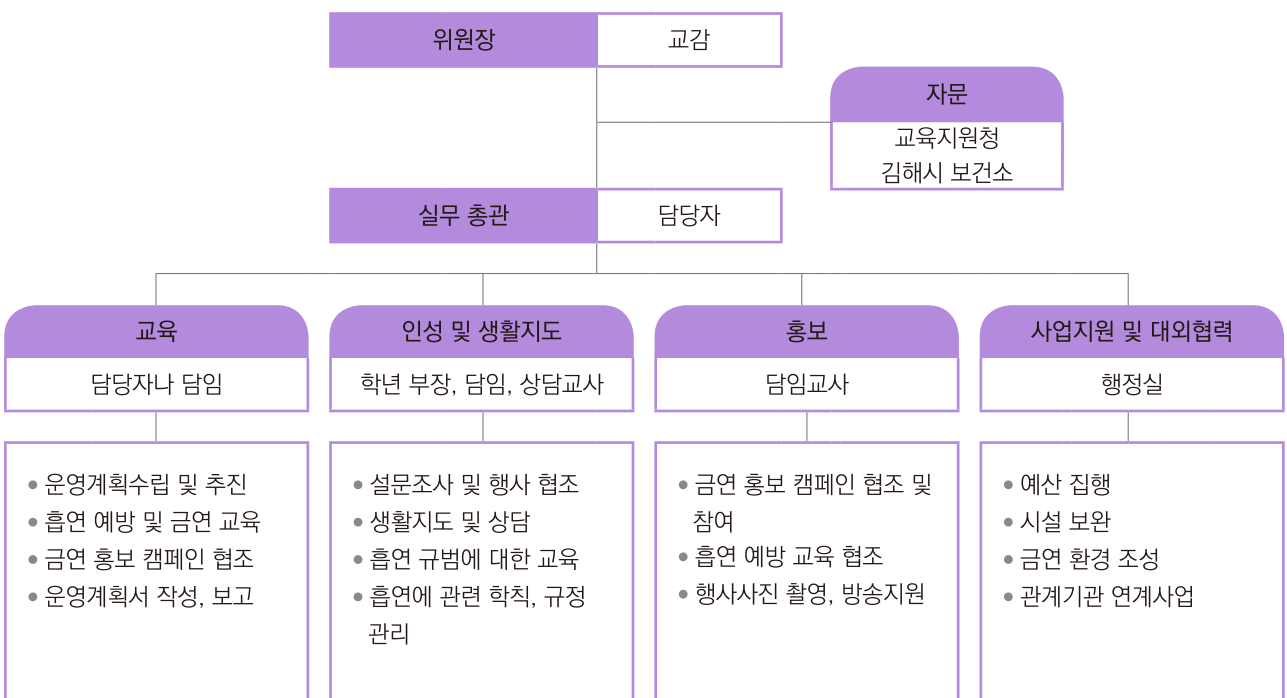 위원장
교감
자문
교육지원청
김해시 보건소
실무 총관
담당자
교육
담당자나 담임
• 운영계획수립 및 추진
• 흡연 예방 및 금연 교육
• 금연 홍보 캠페인 협조
• 운영계획서 작성, 보고
인성 및 생활지도
학년 부장, 담임, 상담교사
• 설문조사 및 행사 협조
• 생활지도 및 상담
• 흡연 규범에 대한 교육
• 흡연에 관련 학칙, 규정
관리
홍보
담임교사
• 금연 홍보 캠페인 협조 및
참여
• 흡연 예방 교육 협조
• 행사사진 촬영, 방송지원
사업지원 및 대외협력
행정실
• 예산 집행
• 시설 보완
• 금연 환경 조성
• 관계기관 연계사업